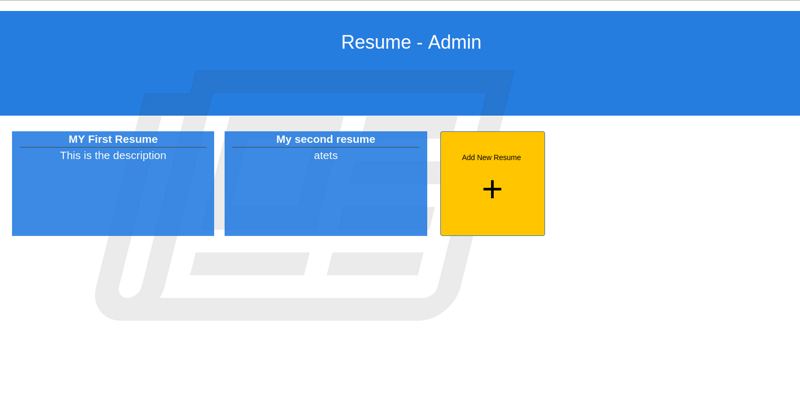 Resume - Admin
MY First Resume
This is the description
My second resume
atets
Add New Resume
+